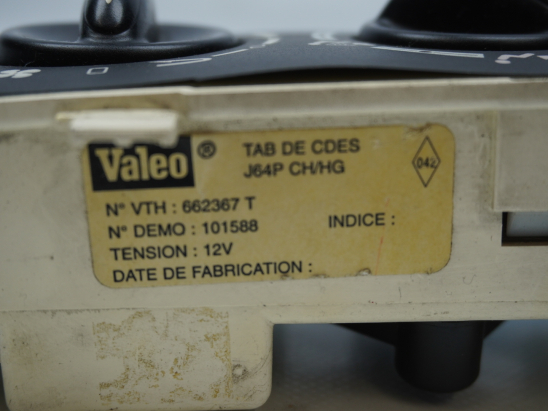 Valeo ® TAB DE CDES
J64P CH/HG
042
N° VTH : 662367 T
N° DEMO : 101588 INDICE :
TENSION : 12V
DATE DE FABRICATION :